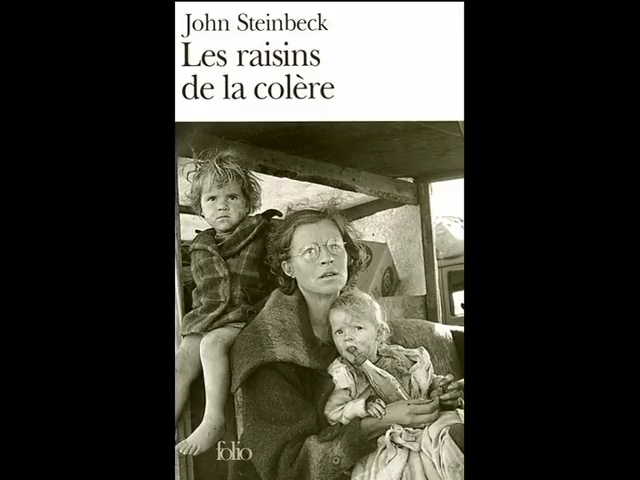 John Steinbeck
Les raisins
de la colère
folio